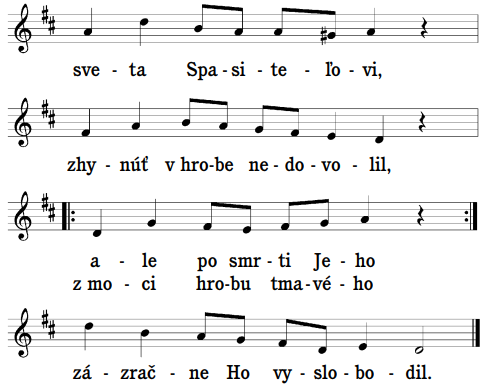 sve - ta Spa - si - te - ľo - vi,
zhy - núť v hro - be ne - do - vo - lil,
a - le po smr - ti Je - ho
z mo - ci hro - bu tma - vé - ho
zá - zrač - ne Ho vy - slo - bo - dil.